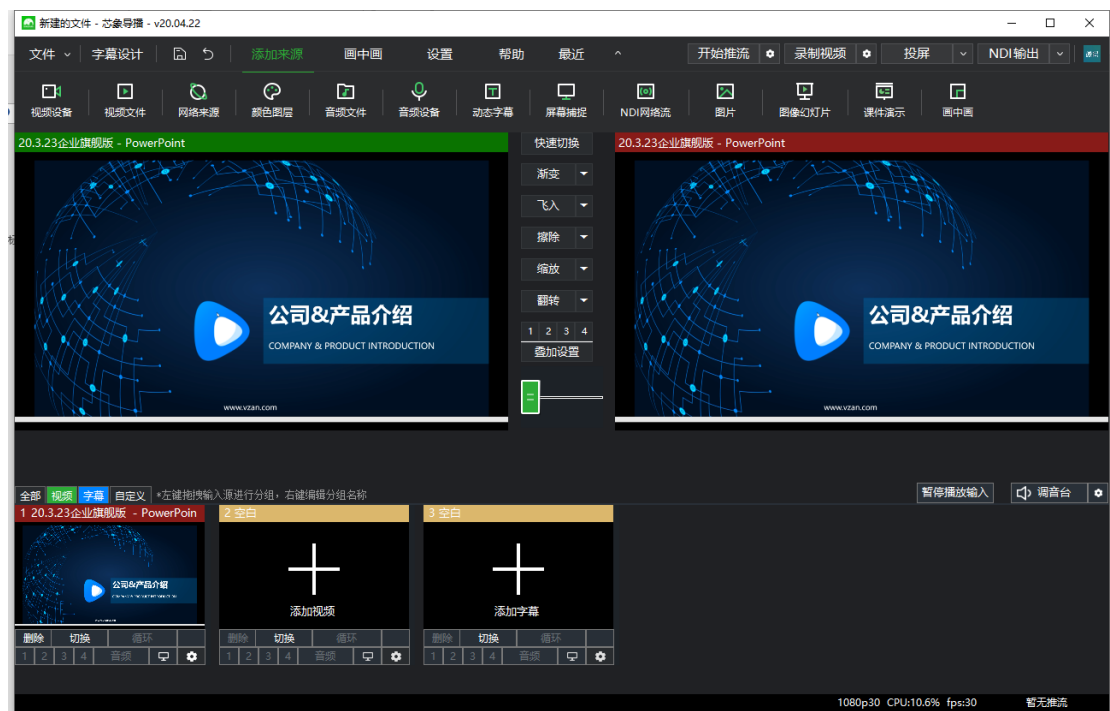 新建的文件 - 芯象导播 - v20.04.22
文件 字幕设计 添加来源 画中画 设置 帮助 最近 开始推流 录制视频 投屏 NDI输出
视频设备 视频文件 网络来源 颜色图层 音频文件 音频设备 动态字幕 屏幕捕捉 NDI网络流 图片 图像幻灯片 课件演示 画中画
20.3.23企业旗舰版 - PowerPoint
公司&产品介绍
COMPANY & PRODUCT INTRODUCTION
www.vzan.com
快速切换
渐变
飞入
擦除
缩放
翻转
1 2 3 4
叠加设置
20.3.23企业旗舰版 - PowerPoint
公司&产品介绍
COMPANY & PRODUCT INTRODUCTION
www.vzan.com
全部 视频 字幕 自定义 *左键拖拽输入源进行分组，右键编辑分组名称 暂停播放输入 调音台
1 20.3.23企业旗舰版 - PowerPoin
公司&产品介绍
删除 切换 循环
1 2 3 4 音频
2 空白
添加视频
删除 切换 循环
1 2 3 4 音频
3 空白
添加字幕
删除 切换 循环
1 2 3 4 音频
1080p30 CPU:10.6% fps:30 暂无推流